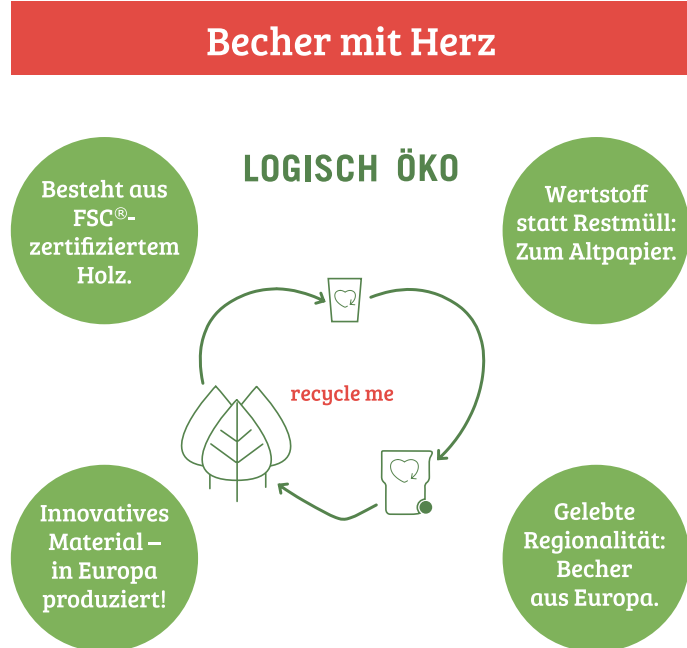 Becher mit Herz
LOGISCH ÖKO
Besteht aus
FSC®-
zertifiziertem
Holz.
Wertstoff
statt Restmüll:
Zum Altpapier.
recycle me
Innovatives
Material –
in Europa
produziert!
Gelebte
Regionalität:
Becher
aus Europa.